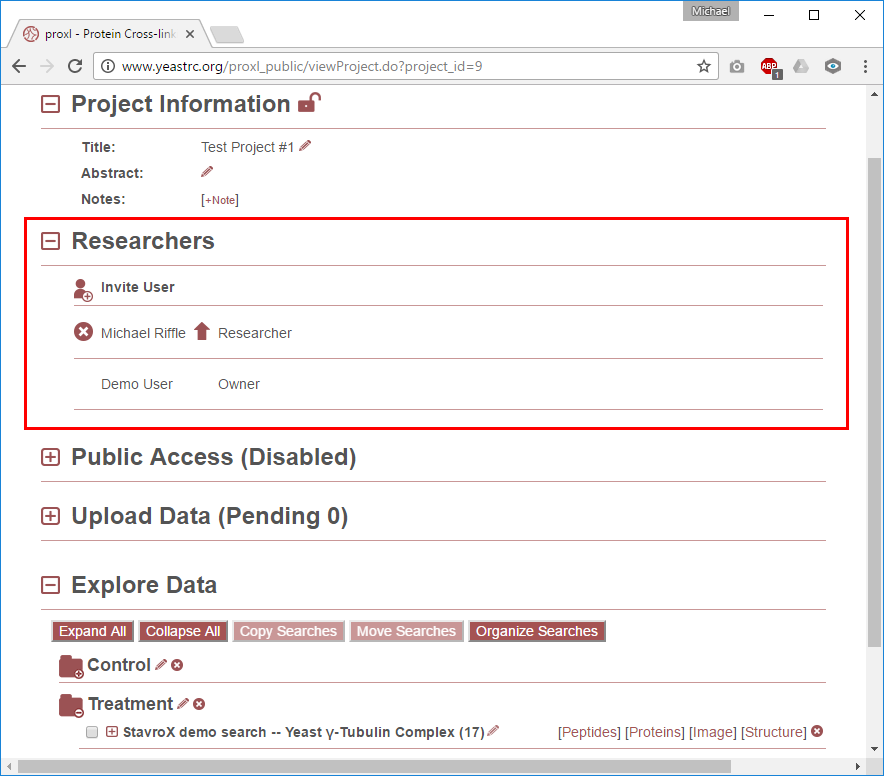 Michael
proxl - Protein Cross-link
www.yeastrc.org/proxl_public/viewProject.do?project_id=9
ABP
1
Project Information
Title: Test Project #1
Abstract:
Notes: [+Note]
Researchers
Invite User
Michael Riffle Researcher
Demo User Owner
Public Access (Disabled)
Upload Data (Pending 0)
Explore Data
Expand All Collapse All Copy Searches Move Searches Organize Searches
Control
Treatment
StavroX demo search -- Yeast γ-Tubulin Complex (17) [Peptides] [Proteins] [Image] [Structure]